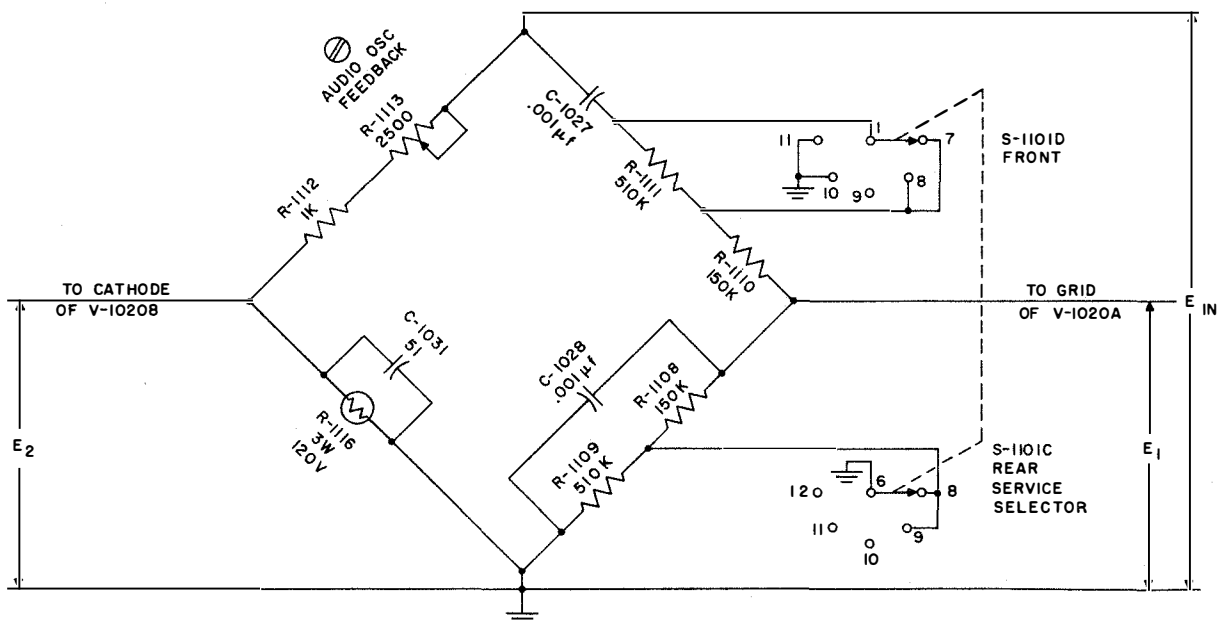 AUDIO OSC
FEEDBACK
R-1113
2500
R-1112
1K
C-1027
.001µf
R-1111
510K
R-1110
150K
11
1
7
10
9
8
S-1101D
FRONT
TO CATHODE
OF V-1020B
TO GRID
OF V-1020A
E IN
C-1031
51
R-1116
3W
120V
C-1028
.001µf
R-1108
150K
R-1109
510K
E2
E1
12
6
8
11
10
9
S-1101C
REAR
SERVICE
SELECTOR